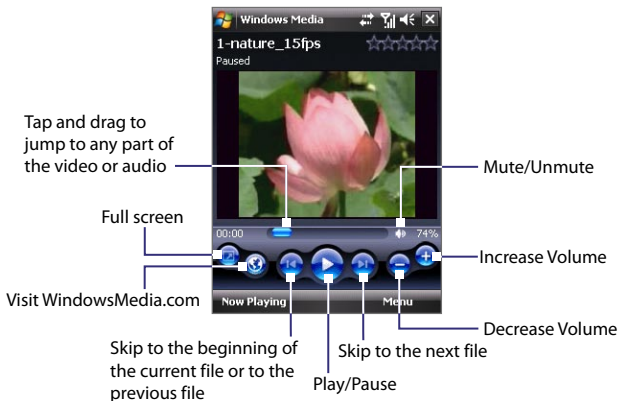 Windows Media
1-nature_15fps
Paused
Tap and drag to
jump to any part of
the video or audio
Mute/Unmute
Full screen
00:00
74%
Increase Volume
Visit WindowsMedia.com
Now Playing
Menu
Decrease Volume
Skip to the beginning of
the current file or to the
previous file
Skip to the next file
Play/Pause